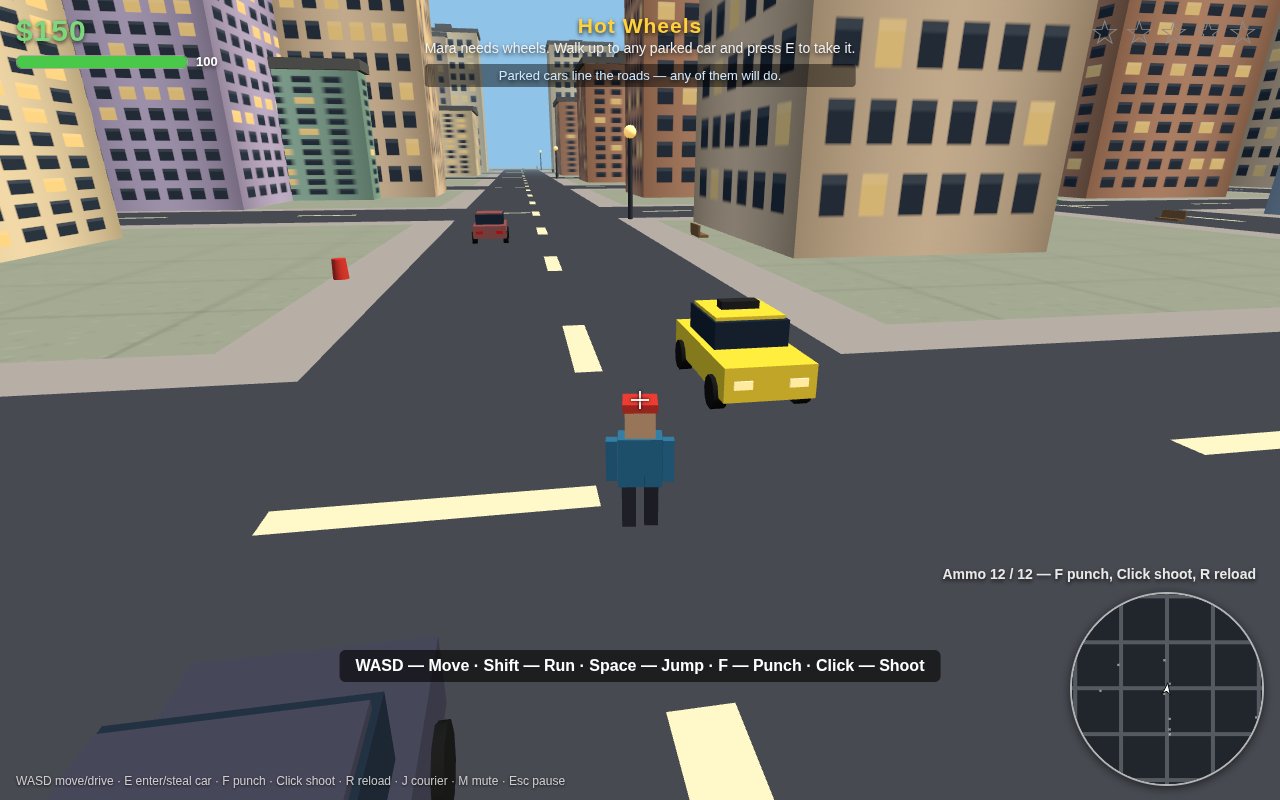 $150
100
Hot Wheels
Mara needs wheels. Walk up to any parked car and press E to take it.
Parked cars line the roads — any of them will do.
Ammo 12 / 12 — F punch, Click shoot, R reload
WASD — Move · Shift — Run · Space — Jump · F — Punch · Click — Shoot
WASD move/drive · E enter/steal car · F punch · Click shoot · R reload · J courier · M mute · Esc pause